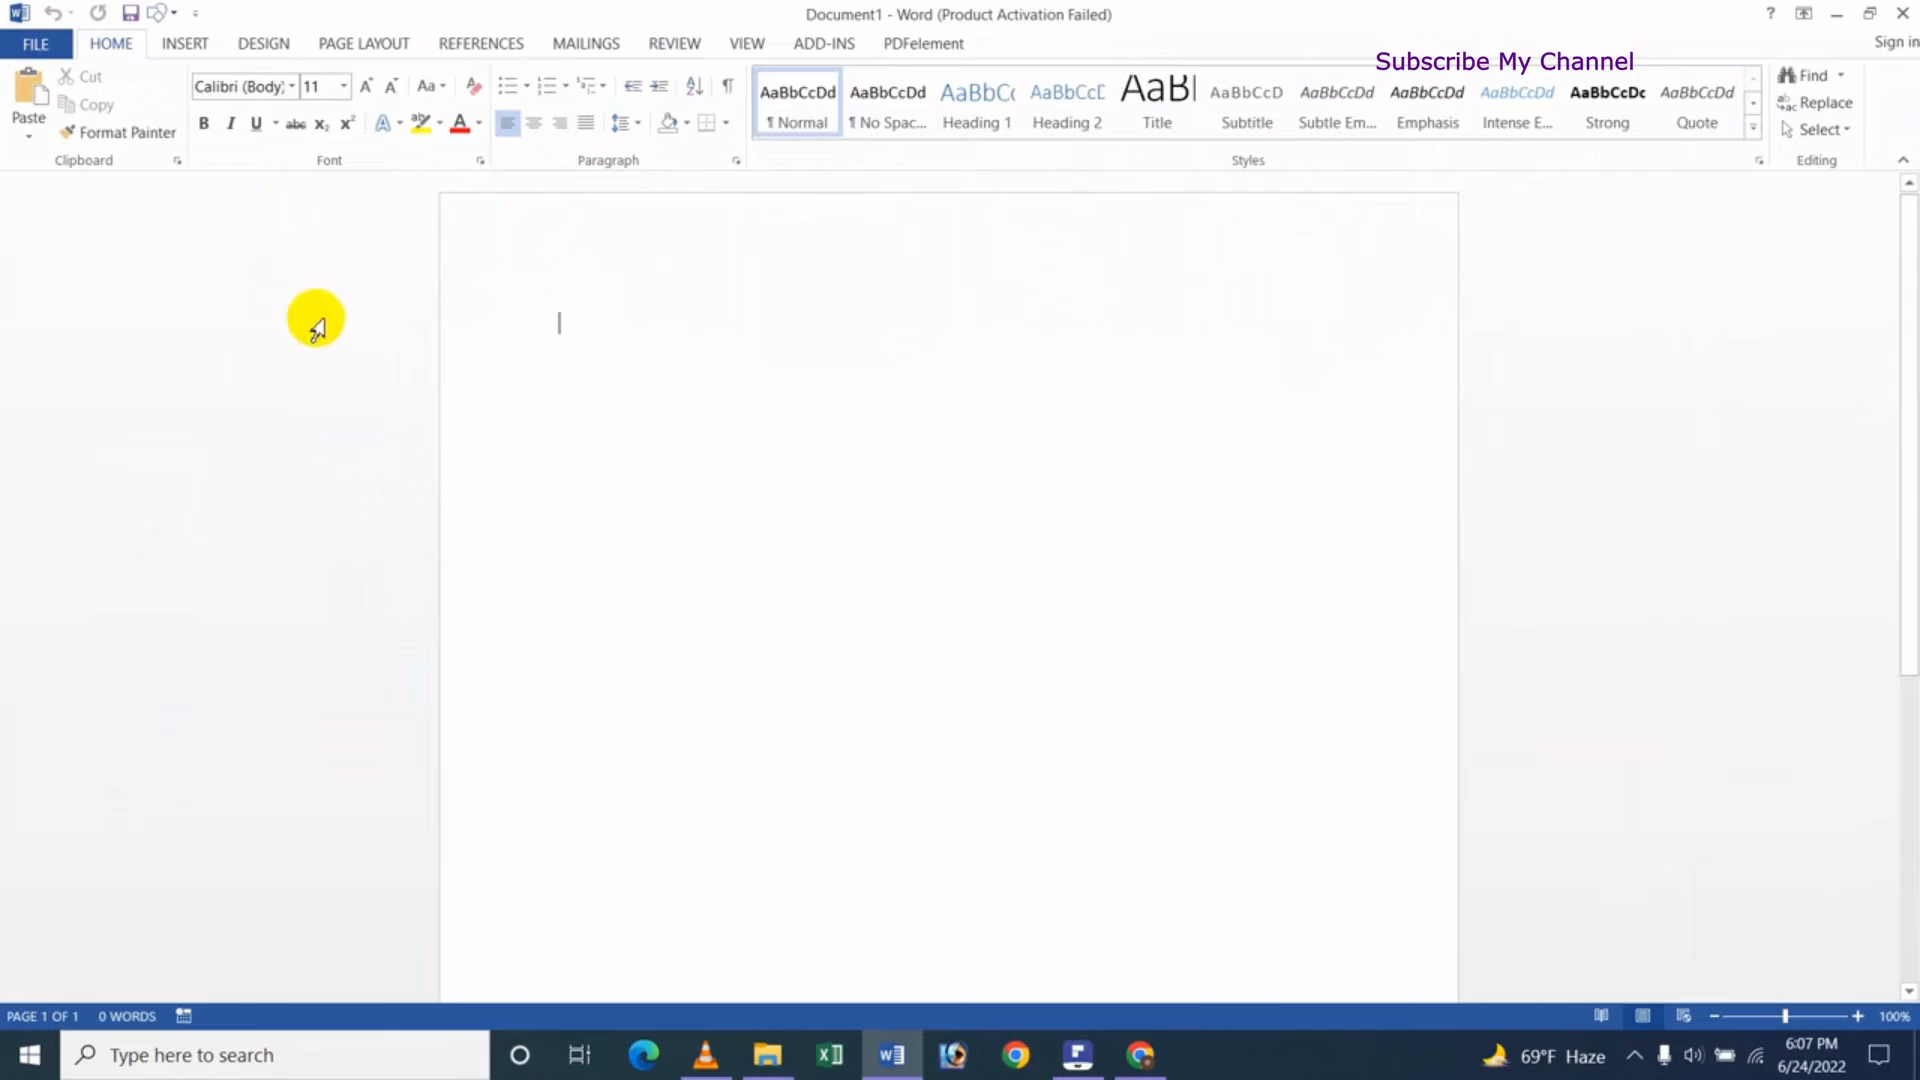 Document1 - Word (Product Activation Failed)
FILE HOME INSERT DESIGN PAGE LAYOUT REFERENCES MAILINGS REVIEW VIEW ADD-INS PDFelement Sign in
Subscribe My Channel
Paste
Cut
Copy
Format Painter
Clipboard
Calibri (Body) 11
Font
Paragraph
AaBbCcDd AaBbCcDd AaBbC( AaBbCcD AaB AaBbCcD AaBbCcDd AaBbCcDd AaBbCcDd AaBbCcDc AaBbCcDd
¶ Normal ¶ No Spac... Heading 1 Heading 2 Title Subtitle Subtle Em... Emphasis Intense E... Strong Quote
Styles
Find
Replace
Select
Editing
PAGE 1 OF 1 0 WORDS 100%
Type here to search
69°F Haze
6:07 PM
6/24/2022